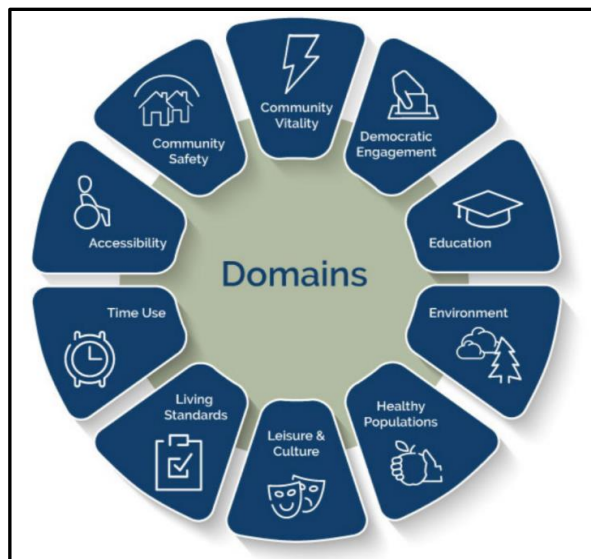 Domains
Community
Vitality
Democratic
Engagement
Education
Environment
Healthy
Populations
Leisure &
Culture
Living
Standards
Time Use
Accessibility
Community
Safety